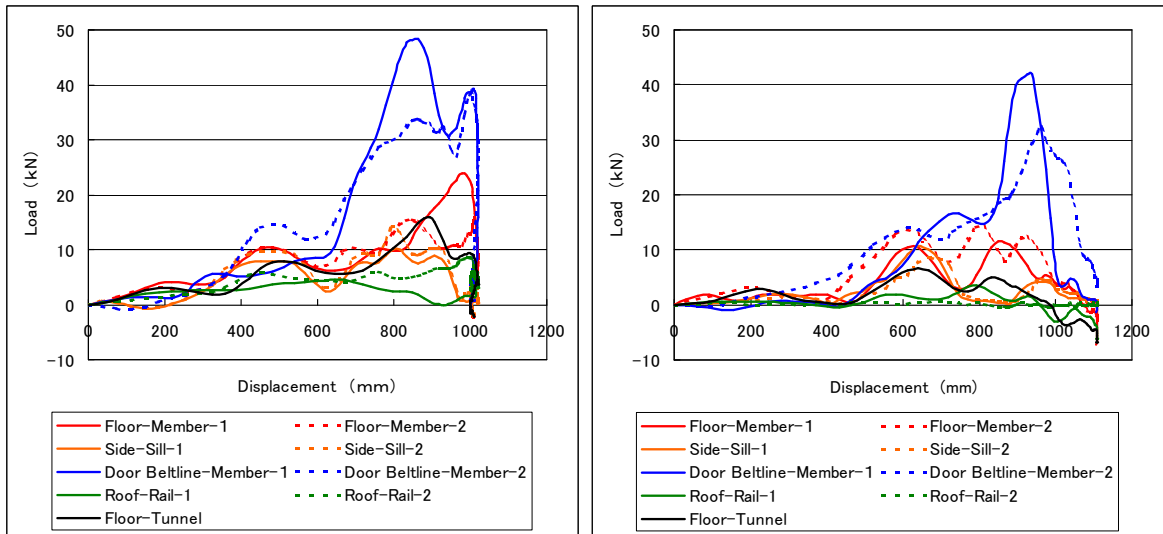 50
40
30
20
10
0
-10
Load (kN)
0 200 400 600 800 1000 1200
Displacement (mm)
Floor-Member-1 Floor-Member-2
Side-Sill-1 Side-Sill-2
Door Beltline-Member-1 Door Beltline-Member-2
Roof-Rail-1 Roof-Rail-2
Floor-Tunnel
50
40
30
20
10
0
-10
Load (kN)
0 200 400 600 800 1000 1200
Displacement (mm)
Floor-Member-1 Floor-Member-2
Side-Sill-1 Side-Sill-2
Door Beltline-Member-1 Door Beltline-Member-2
Roof-Rail-1 Roof-Rail-2
Floor-Tunnel